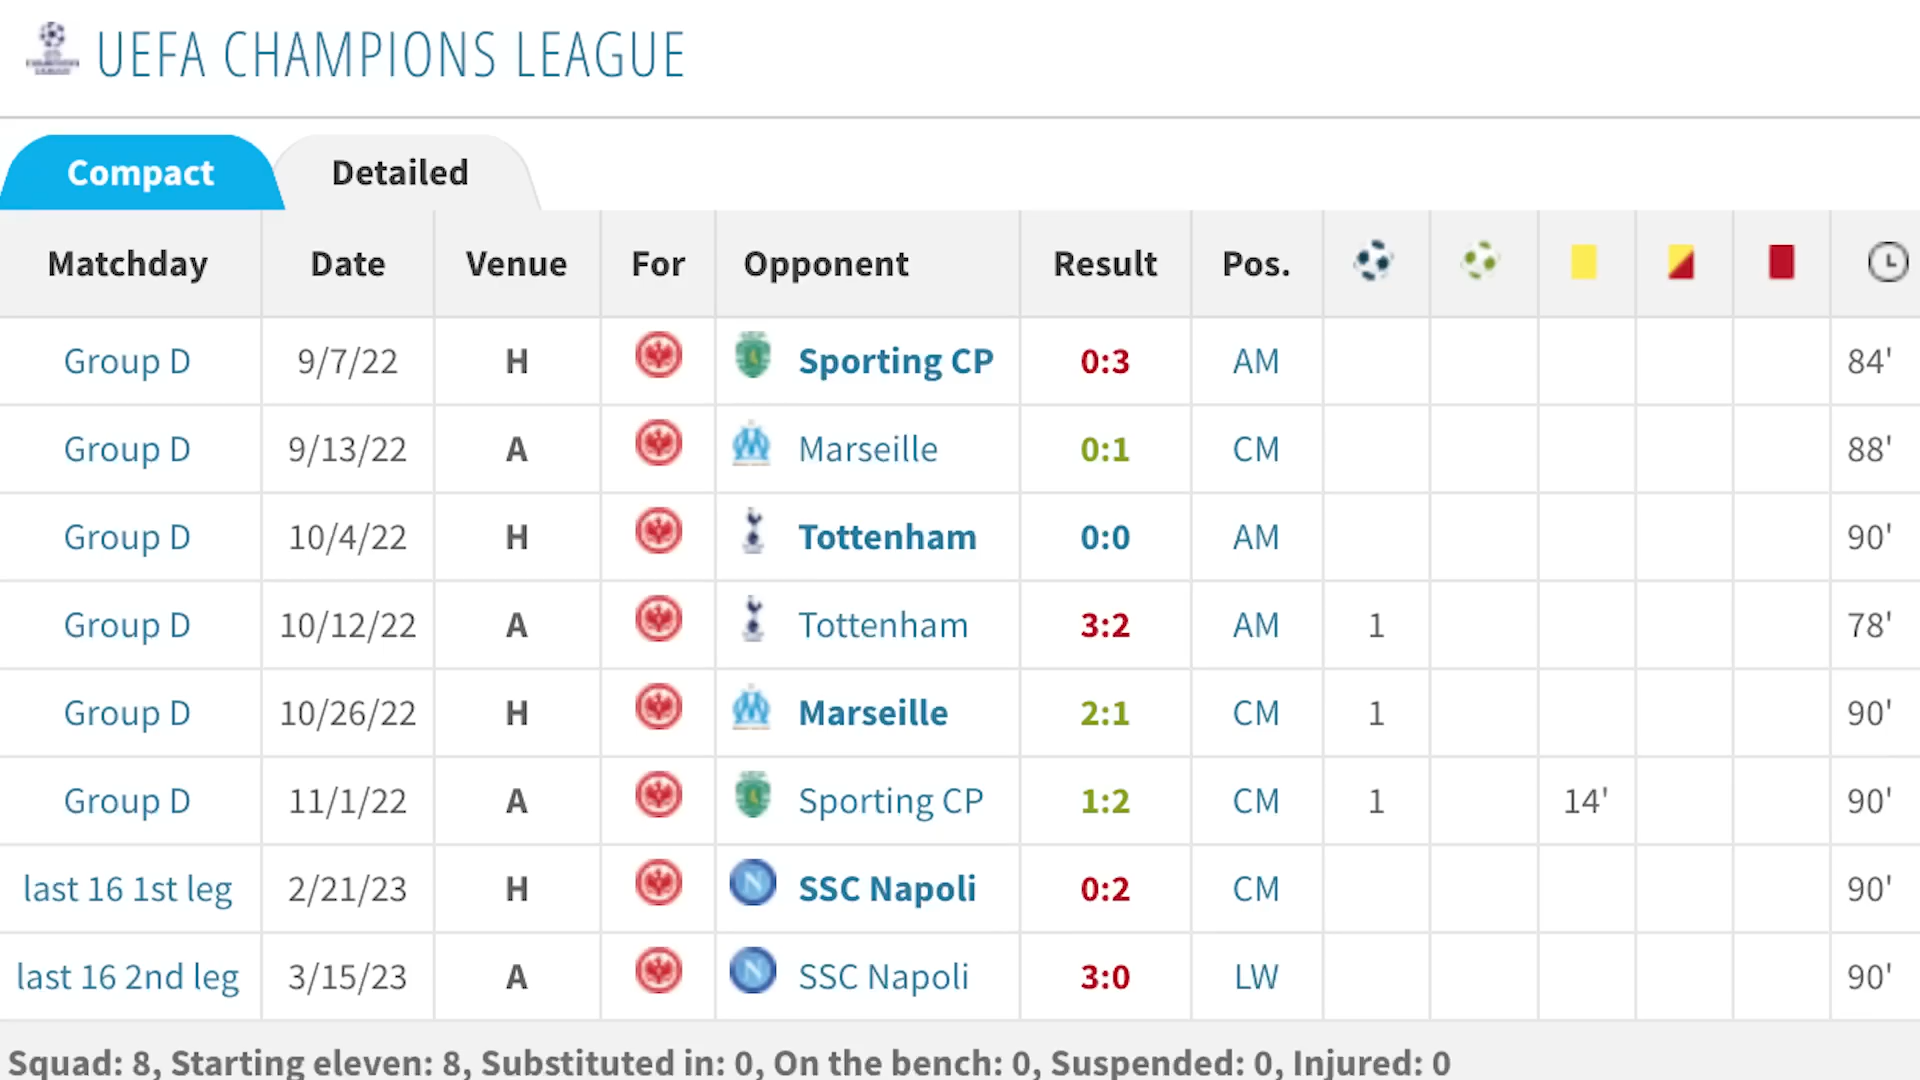 UEFA CHAMPIONS LEAGUE
Compact Detailed
Matchday Date Venue For Opponent Result Pos.
Group D 9/7/22 H Sporting CP 0:3 AM 84'
Group D 9/13/22 A Marseille 0:1 CM 88'
Group D 10/4/22 H Tottenham 0:0 AM 90'
Group D 10/12/22 A Tottenham 3:2 AM 1 78'
Group D 10/26/22 H Marseille 2:1 CM 1 90'
Group D 11/1/22 A Sporting CP 1:2 CM 1 14' 90'
last 16 1st leg 2/21/23 H SSC Napoli 0:2 CM 90'
last 16 2nd leg 3/15/23 A SSC Napoli 3:0 LW 90'
Squad: 8, Starting eleven: 8, Substituted in: 0, On the bench: 0, Suspended: 0, Injured: 0